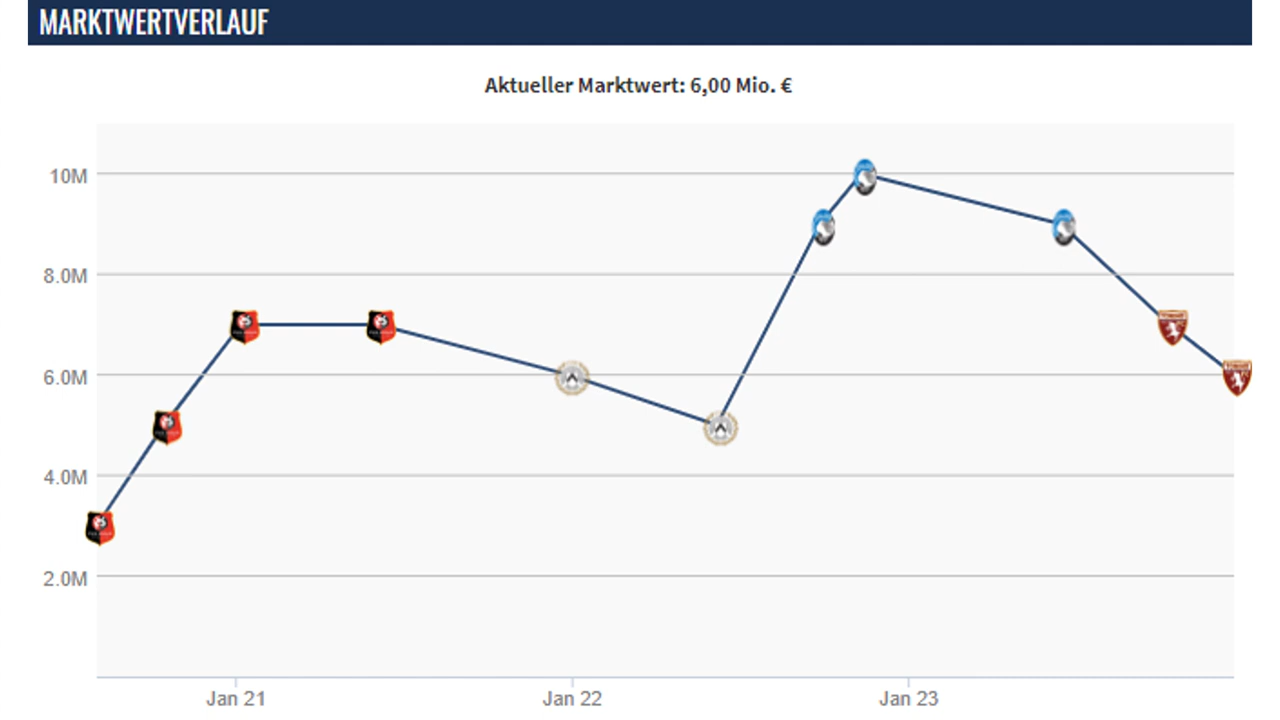 MARKTWERTVERLAUF
Aktueller Marktwert: 6,00 Mio. €
10M
8.0M
6.0M
4.0M
2.0M
Jan 21 Jan 22 Jan 23